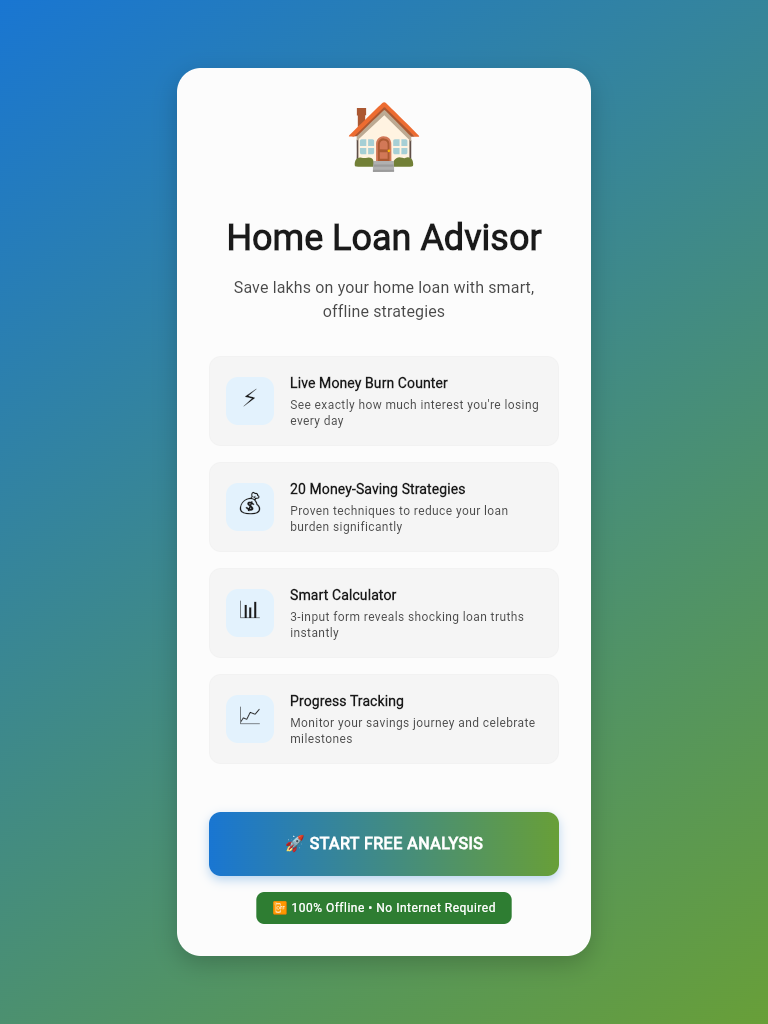 Home Loan Advisor
Save lakhs on your home loan with smart,
offline strategies
Live Money Burn Counter
See exactly how much interest you're losing
every day
20 Money-Saving Strategies
Proven techniques to reduce your loan
burden significantly
Smart Calculator
3-input form reveals shocking loan truths
instantly
Progress Tracking
Monitor your savings journey and celebrate
milestones
🚀 START FREE ANALYSIS
📴 100% Offline • No Internet Required